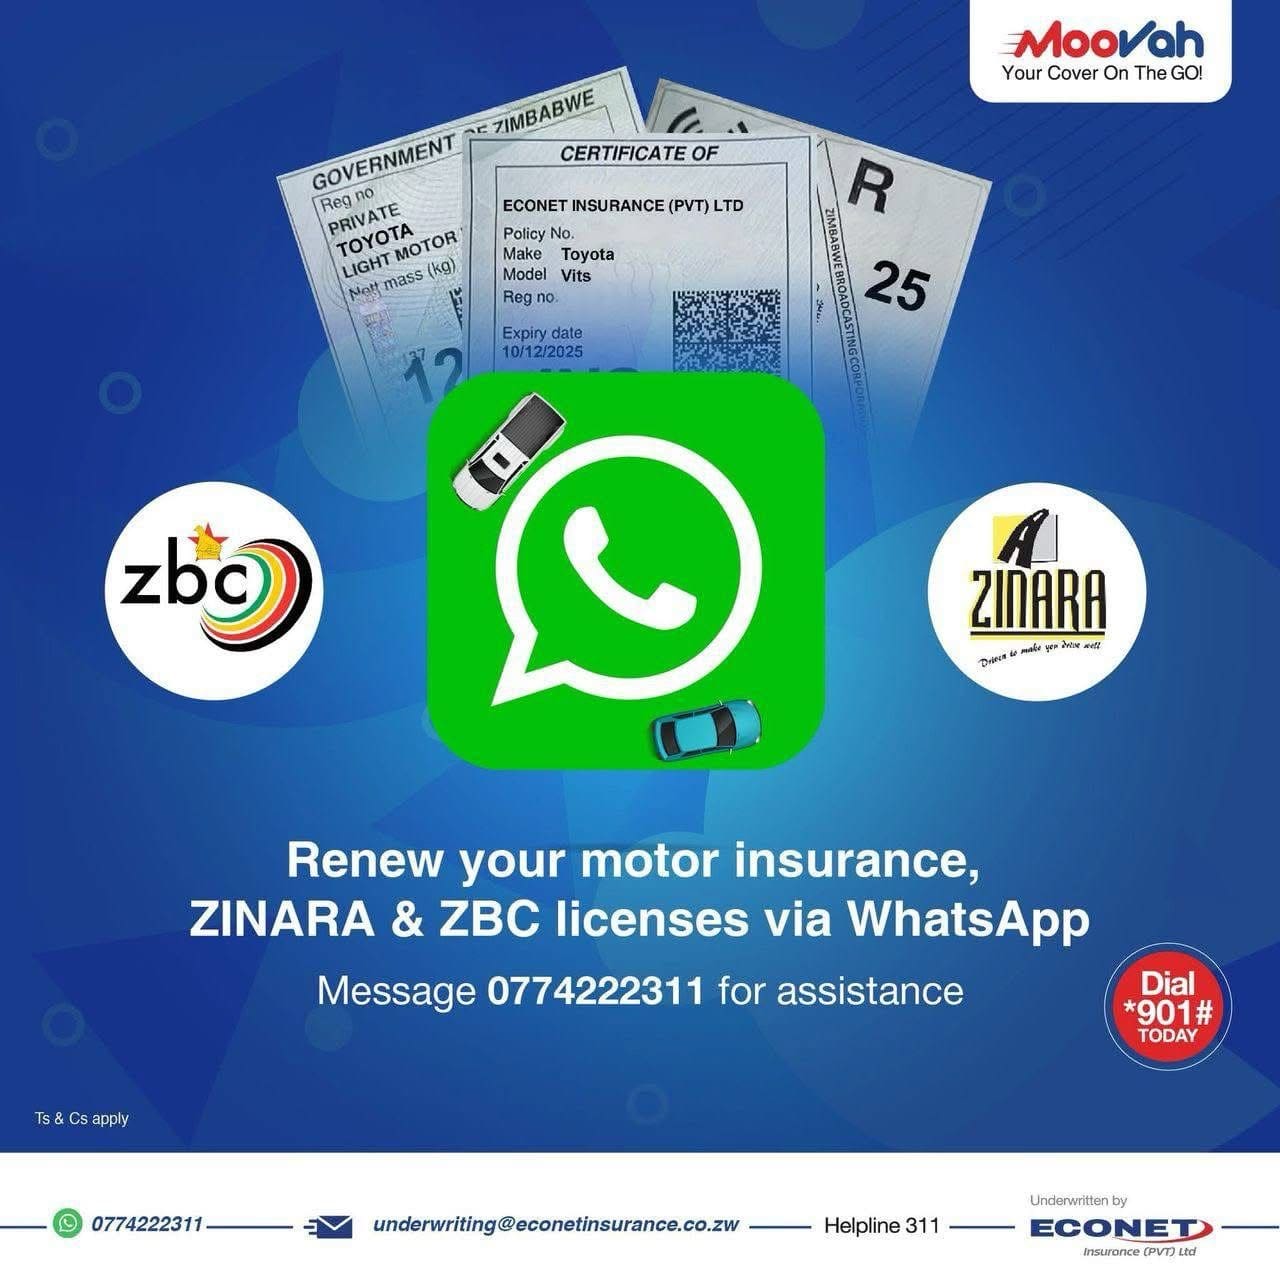 MooVah
Your Cover On The GO!
GOVERNMENT OF ZIMBABWE
Reg no
PRIVATE
TOYOTA
LIGHT MOTOR
Nett mass (kg)
12
CERTIFICATE OF
ECONET INSURANCE (PVT) LTD
Policy No.
Make Toyota
Model Vits
Reg no.
Expiry date
10/12/2025
R
25
ZIMBABWE BROADCASTING CORPORATION
zbc
A
ZINARA
Driven to make you drive well
Renew your motor insurance,
ZINARA & ZBC licenses via WhatsApp
Message 0774222311 for assistance
Dial
*901#
TODAY
Ts & Cs apply
0774222311
underwriting@econetinsurance.co.zw
Helpline 311
Underwritten by
ECONET
Insurance (PVT) Ltd